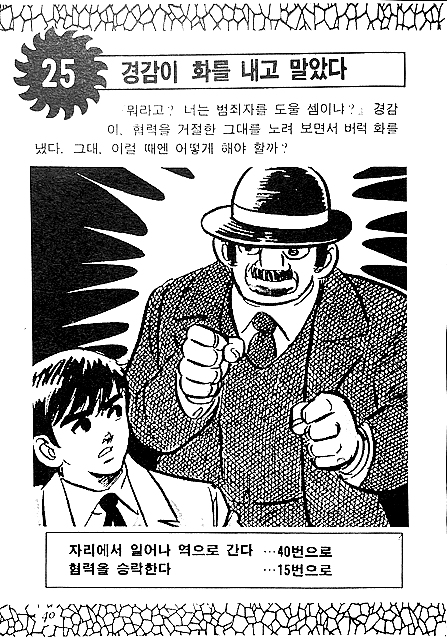 25
경감이 화를 내고 말았다
『뭐라고? 너는 범죄자를 도울 셈이냐?』 경감
이, 협력을 거절한 그대를 노려 보면서 버럭 화를
냈다. 그대, 이럴 때엔 어떻게 해야 할까?
자리에서 일어나 역으로 간다 …40번으로
협력을 승락한다 …15번으로
40